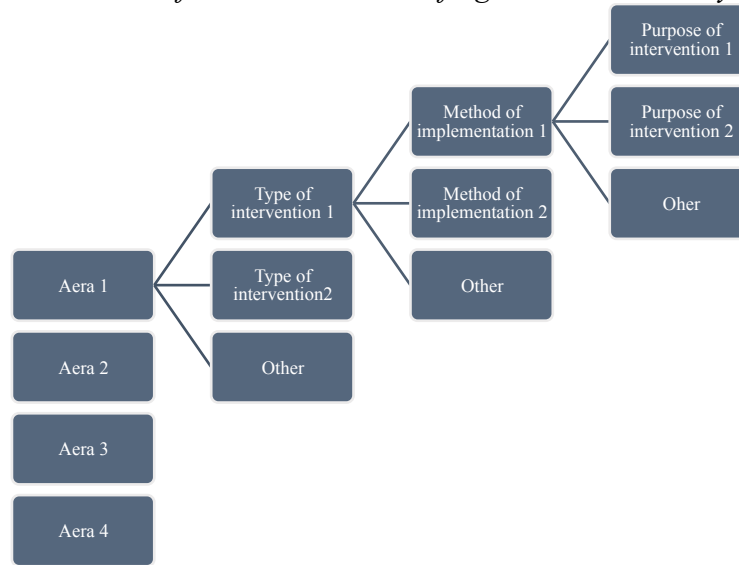 Aera 1
Aera 2
Aera 3
Aera 4
Type of
intervention 1
Type of
intervention2
Other
Method of
implementation 1
Method of
implementation 2
Other
Purpose of
intervention 1
Purpose of
intervention 2
Oher